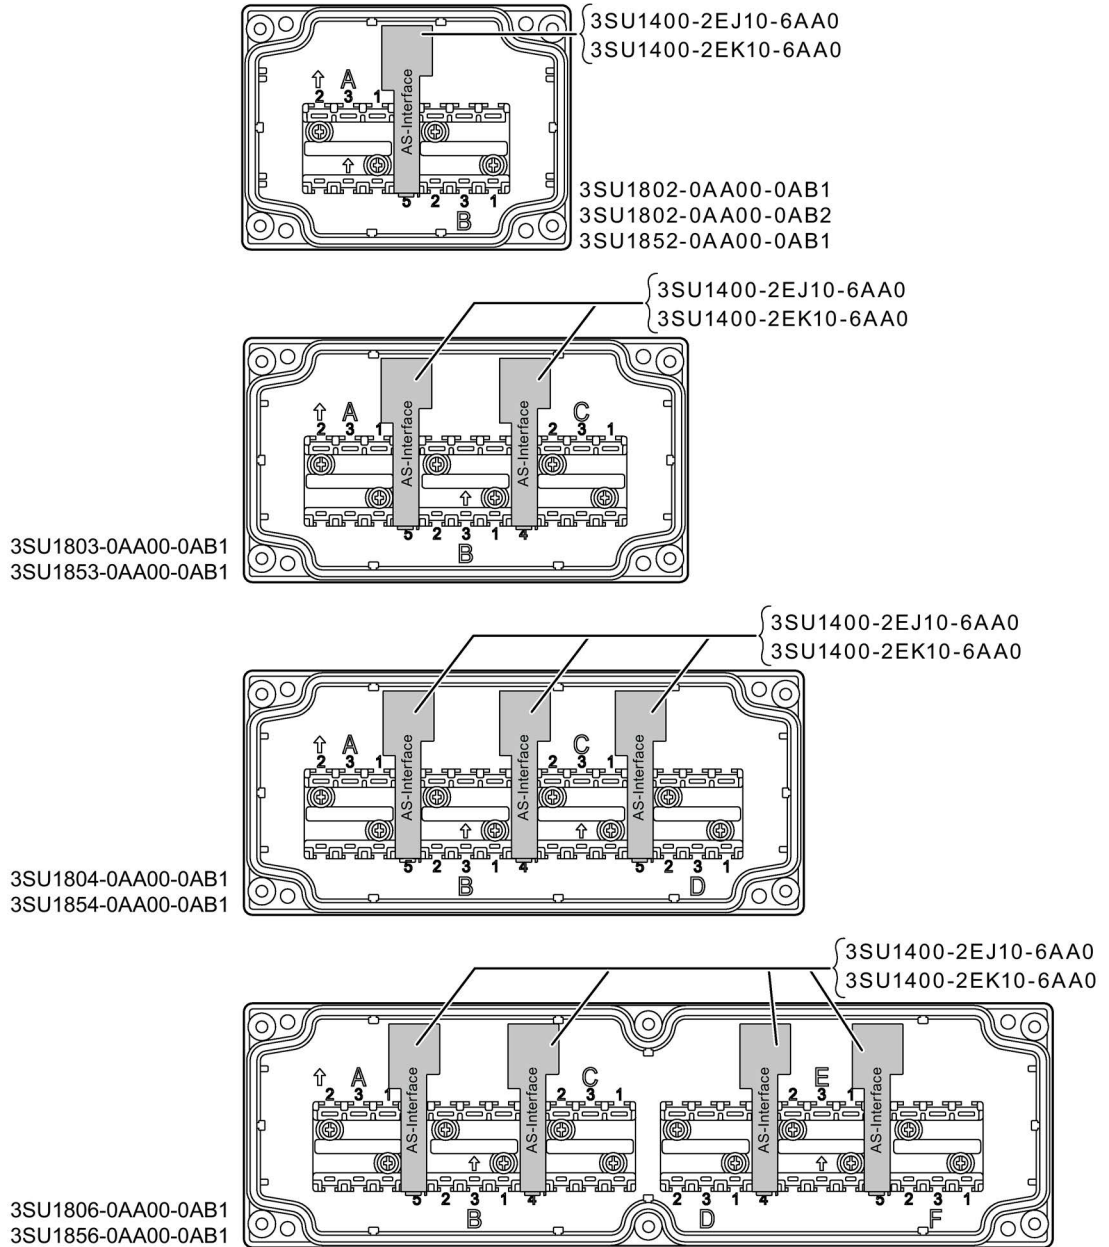 3SU1400-2EJ10-6AA0
3SU1400-2EK10-6AA0
A
2 3 1
AS-Interface
5 2 3 1
B
3SU1802-0AA00-0AB1
3SU1802-0AA00-0AB2
3SU1852-0AA00-0AB1
3SU1400-2EJ10-6AA0
3SU1400-2EK10-6AA0
A C
2 3 1 2 3 1
AS-Interface AS-Interface
5 2 3 1 4
B
3SU1803-0AA00-0AB1
3SU1853-0AA00-0AB1
3SU1400-2EJ10-6AA0
3SU1400-2EK10-6AA0
A C
2 3 1 2 3 1
AS-Interface AS-Interface AS-Interface
5 2 3 1 4 5 2 3 1
B D
3SU1804-0AA00-0AB1
3SU1854-0AA00-0AB1
3SU1400-2EJ10-6AA0
3SU1400-2EK10-6AA0
A C E
2 3 1 2 3 1 2 3 1
AS-Interface AS-Interface AS-Interface AS-Interface
5 2 3 1 4 2 3 1 4 5 2 3 1
B D F
3SU1806-0AA00-0AB1
3SU1856-0AA00-0AB1